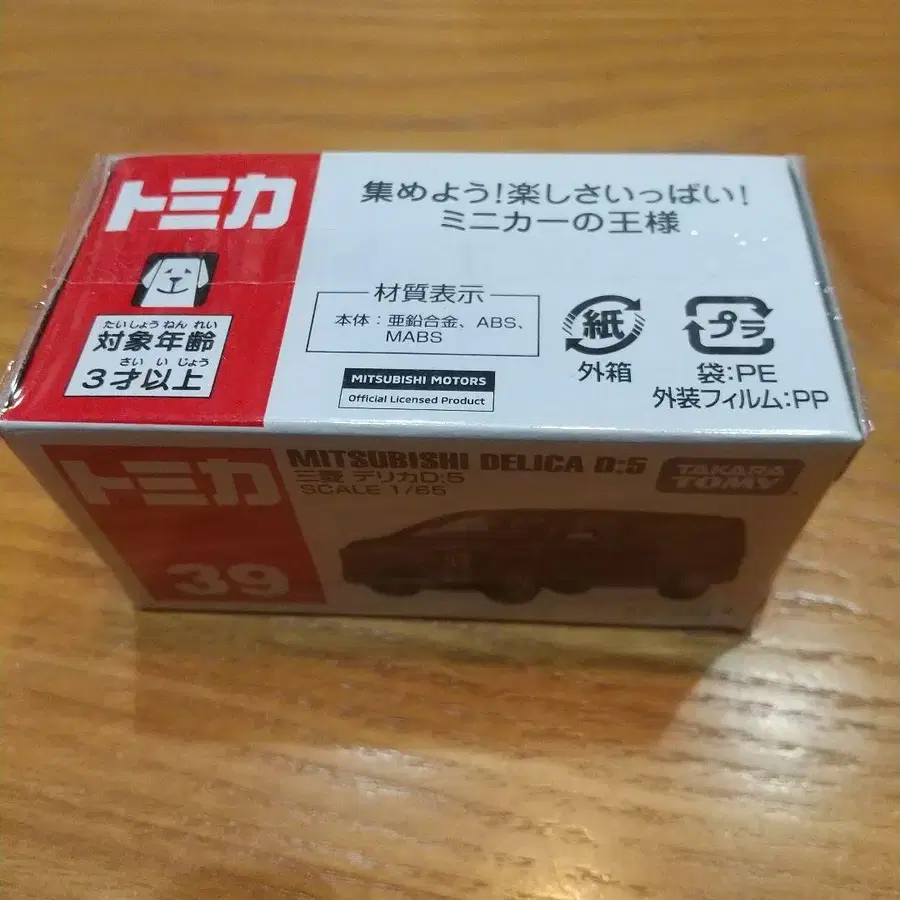 トミカ
集めよう!楽しさいっぱい!
ミニカーの王様
たいしょう ねん れい
対象年齢
さい い じょう
3才以上
材質表示
本体:亜鉛合金、ABS、
MABS
MITSUBISHI MOTORS
Official Licensed Product
紙
外箱
プラ
袋:PE
外装フィルム:PP
トミカ
39
MITSUBISHI DELICA D:5
三菱 デリカD:5
SCALE 1/65
TAKARA
TOMY